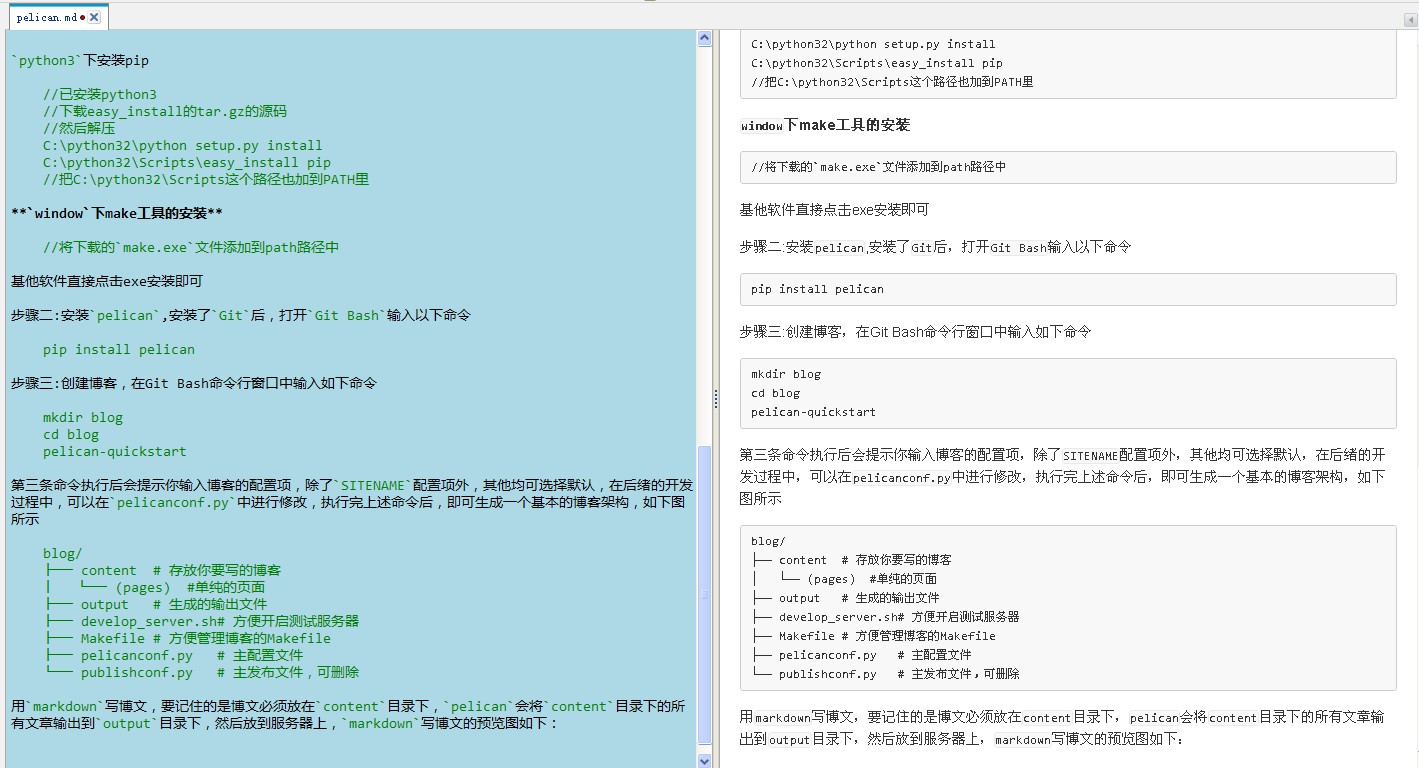 pelican.md
`python3`下安装pip
//已安装python3
//下载easy_install的tar.gz的源码
//然后解压
C:\python32\python setup.py install
C:\python32\Scripts\easy_install pip
//把C:\python32\Scripts这个路径也加到PATH里
**`window`下make工具的安装**
//将下载的`make.exe`文件添加到path路径中
基他软件直接点击exe安装即可
步骤二:安装`pelican`,安装了`Git`后，打开`Git Bash`输入以下命令
pip install pelican
步骤三:创建博客，在Git Bash命令行窗口中输入如下命令
mkdir blog
cd blog
pelican-quickstart
第三条命令执行后会提示你输入博客的配置项，除了`SITENAME`配置项外，其他均可选择默认，在后绪的开发
过程中，可以在`pelicanconf.py`中进行修改，执行完上述命令后，即可生成一个基本的博客架构，如下图
所示
blog/
├── content  # 存放你要写的博客
│   └── (pages)  #单纯的页面
├── output   # 生成的输出文件
├── develop_server.sh# 方便开启测试服务器
├── Makefile # 方便管理博客的Makefile
├── pelicanconf.py   # 主配置文件
└── publishconf.py   # 主发布文件，可删除
用`markdown`写博文，要记住的是博文必须放在`content`目录下，`pelican`会将`content`目录下的所
有文章输出到`output`目录下，然后放到服务器上，`markdown`写博文的预览图如下：
C:\python32\python setup.py install
C:\python32\Scripts\easy_install pip
//把C:\python32\Scripts这个路径也加到PATH里
window下make工具的安装
//将下载的`make.exe`文件添加到path路径中
基他软件直接点击exe安装即可
步骤二:安装pelican,安装了Git后，打开Git Bash输入以下命令
pip install pelican
步骤三:创建博客，在Git Bash命令行窗口中输入如下命令
mkdir blog
cd blog
pelican-quickstart
第三条命令执行后会提示你输入博客的配置项，除了SITENAME配置项外，其他均可选择默认，在后绪的开
发过程中，可以在pelicanconf.py中进行修改，执行完上述命令后，即可生成一个基本的博客架构，如下
图所示
blog/
├── content  # 存放你要写的博客
│   └── (pages)  #单纯的页面
├── output   # 生成的输出文件
├── develop_server.sh# 方便开启测试服务器
├── Makefile # 方便管理博客的Makefile
├── pelicanconf.py   # 主配置文件
└── publishconf.py   # 主发布文件，可删除
用markdown写博文，要记住的是博文必须放在content目录下，pelican会将content目录下的所有文章输
出到output目录下，然后放到服务器上，markdown写博文的预览图如下：